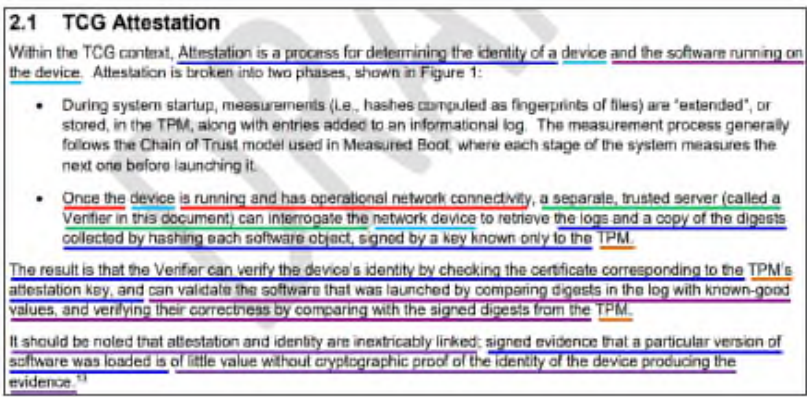 2.1 TCG Attestation
Within the TCG context, Attestation is a process for determining the identity of a device and the software running on
the device. Attestation is broken into two phases, shown in Figure 1:
• During system startup, measurements (i.e., hashes computed as fingerprints of files) are "extended", or
stored, in the TPM, along with entries added to an informational log. The measurement process generally
follows the Chain of Trust model used in Measured Boot, where each stage of the system measures the
next one before launching it.
• Once the device is running and has operational network connectivity, a separate, trusted server (called a
Verifier in this document) can interrogate the network device to retrieve the logs and a copy of the digests
collected by hashing each software object, signed by a key known only to the TPM.
The result is that the Verifier can verify the device's identity by checking the certificate corresponding to the TPM's
attestation key, and can validate the software that was launched by comparing digests in the log with known-good
values, and verifying their correctness by comparing with the signed digests from the TPM.
It should be noted that attestation and identity are inextricably linked; signed evidence that a particular version of
software was loaded is of little value without cryptographic proof of the identity of the device producing the
evidence.